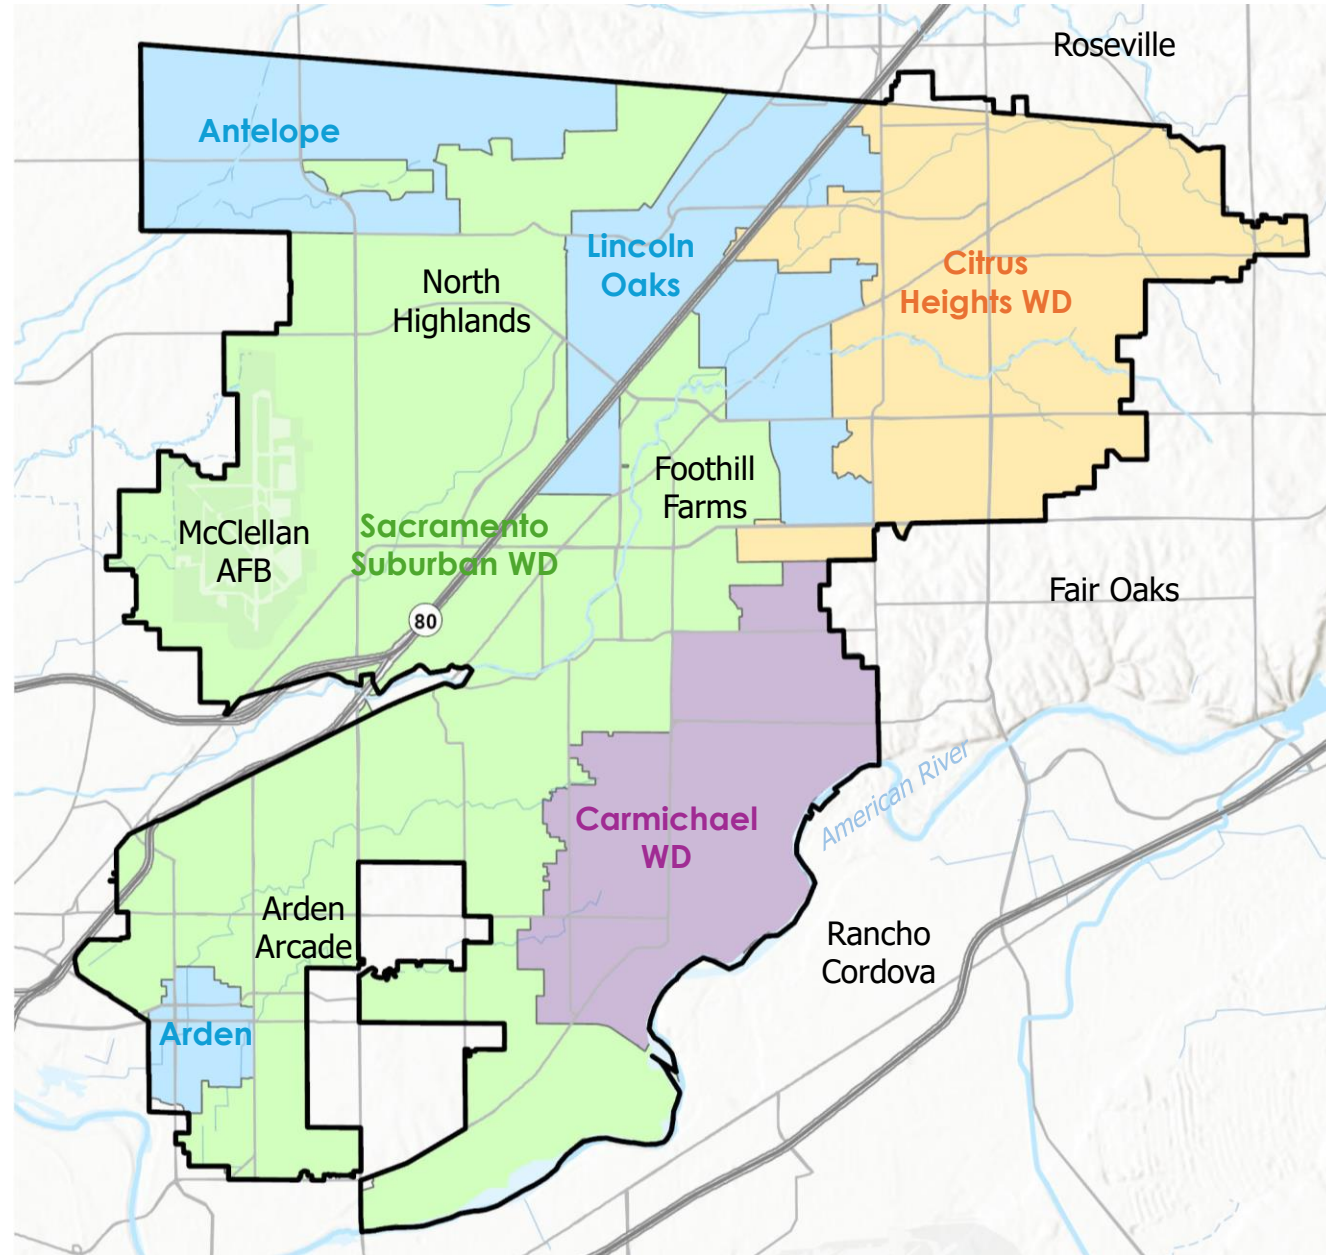 Roseville
Antelope
Lincoln
Oaks
Citrus
Heights WD
North
Highlands
Foothill
Farms
McClellan
AFB
Sacramento
Suburban WD
Fair Oaks
80
American River
Carmichael
WD
Arden
Arcade
Rancho
Cordova
Arden